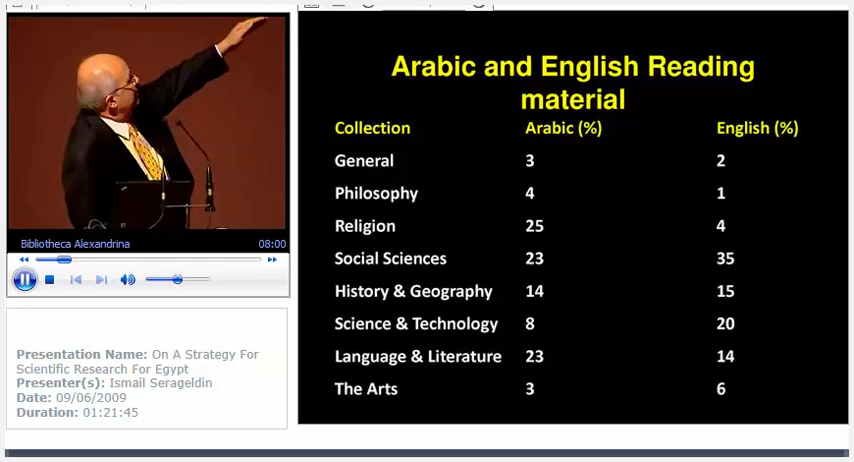 Bibliotheca Alexandrina 08:00
Presentation Name: On A Strategy For
Scientific Research For Egypt
Presenter(s): Ismail Serageldin
Date: 09/06/2009
Duration: 01:21:45
Arabic and English Reading
material
Collection Arabic (%) English (%)
General 3 2
Philosophy 4 1
Religion 25 4
Social Sciences 23 35
History & Geography 14 15
Science & Technology 8 20
Language & Literature 23 14
The Arts 3 6